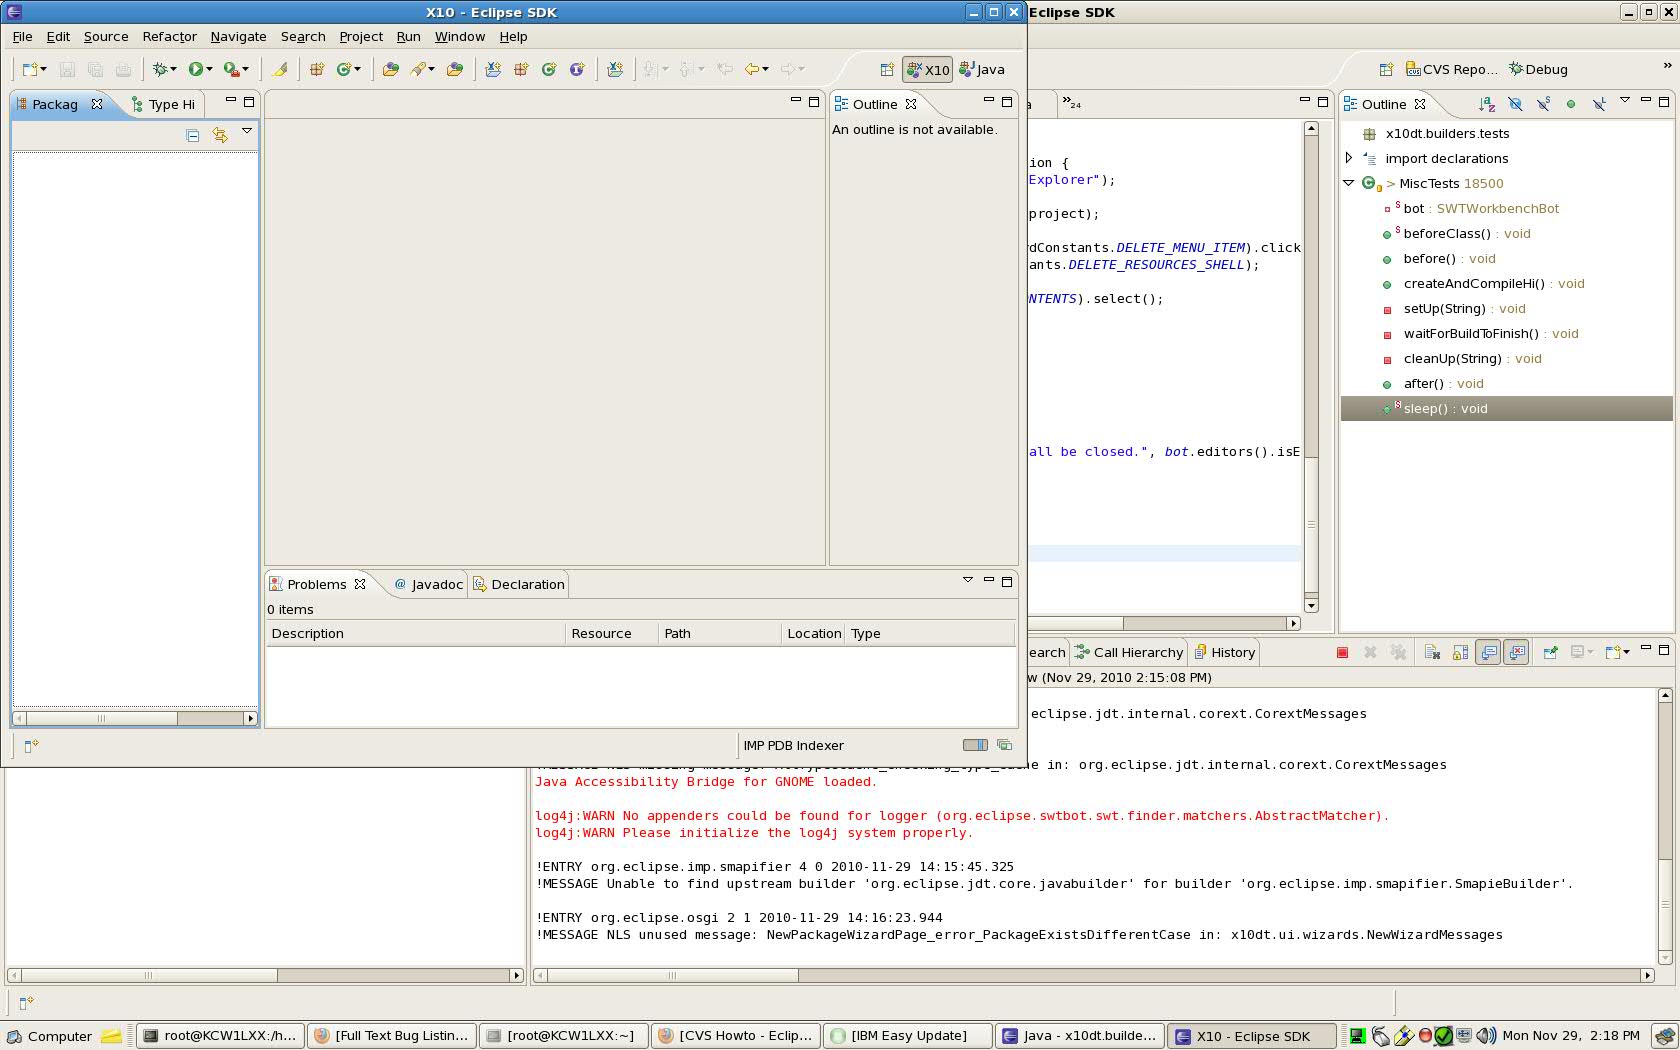 X10 - Eclipse SDK
Eclipse SDK
File Edit Source Refactor Navigate Search Project Run Window Help
X10 Java
CVS Repo... Debug
Packag
Type Hi
Outline
An outline is not available.
24
ion {
Explorer");
project);
dConstants.DELETE_MENU_ITEM).click
ants.DELETE_RESOURCES_SHELL);
NTENTS).select();
all be closed.", bot.editors().isE
Outline
x10dt.builders.tests
import declarations
> MiscTests 18500
bot : SWTWorkbenchBot
beforeClass() : void
before() : void
createAndCompileHi() : void
setUp(String) : void
waitForBuildToFinish() : void
cleanUp(String) : void
after() : void
sleep() : void
Problems Javadoc Declaration
0 items
Description Resource Path Location Type
IMP PDB Indexer
earch Call Hierarchy History
w (Nov 29, 2010 2:15:08 PM)
eclipse.jdt.internal.corext.CorextMessages
in: org.eclipse.jdt.internal.corext.CorextMessages
Java Accessibility Bridge for GNOME loaded.
log4j:WARN No appenders could be found for logger (org.eclipse.swtbot.swt.finder.matchers.AbstractMatcher).
log4j:WARN Please initialize the log4j system properly.
!ENTRY org.eclipse.imp.smapifier 4 0 2010-11-29 14:15:45.325
!MESSAGE Unable to find upstream builder 'org.eclipse.jdt.core.javabuilder' for builder 'org.eclipse.imp.smapifier.SmapieBuilder'.
!ENTRY org.eclipse.osgi 2 1 2010-11-29 14:16:23.944
!MESSAGE NLS unused message: NewPackageWizardPage_error_PackageExistsDifferentCase in: x10dt.ui.wizards.NewWizardMessages
Computer
root@KCW1LXX:/h...
[Full Text Bug Listin...
[root@KCW1LXX:~]
[CVS Howto - Eclip...
[IBM Easy Update]
Java - x10dt.builde...
X10 - Eclipse SDK
Mon Nov 29, 2:18 PM